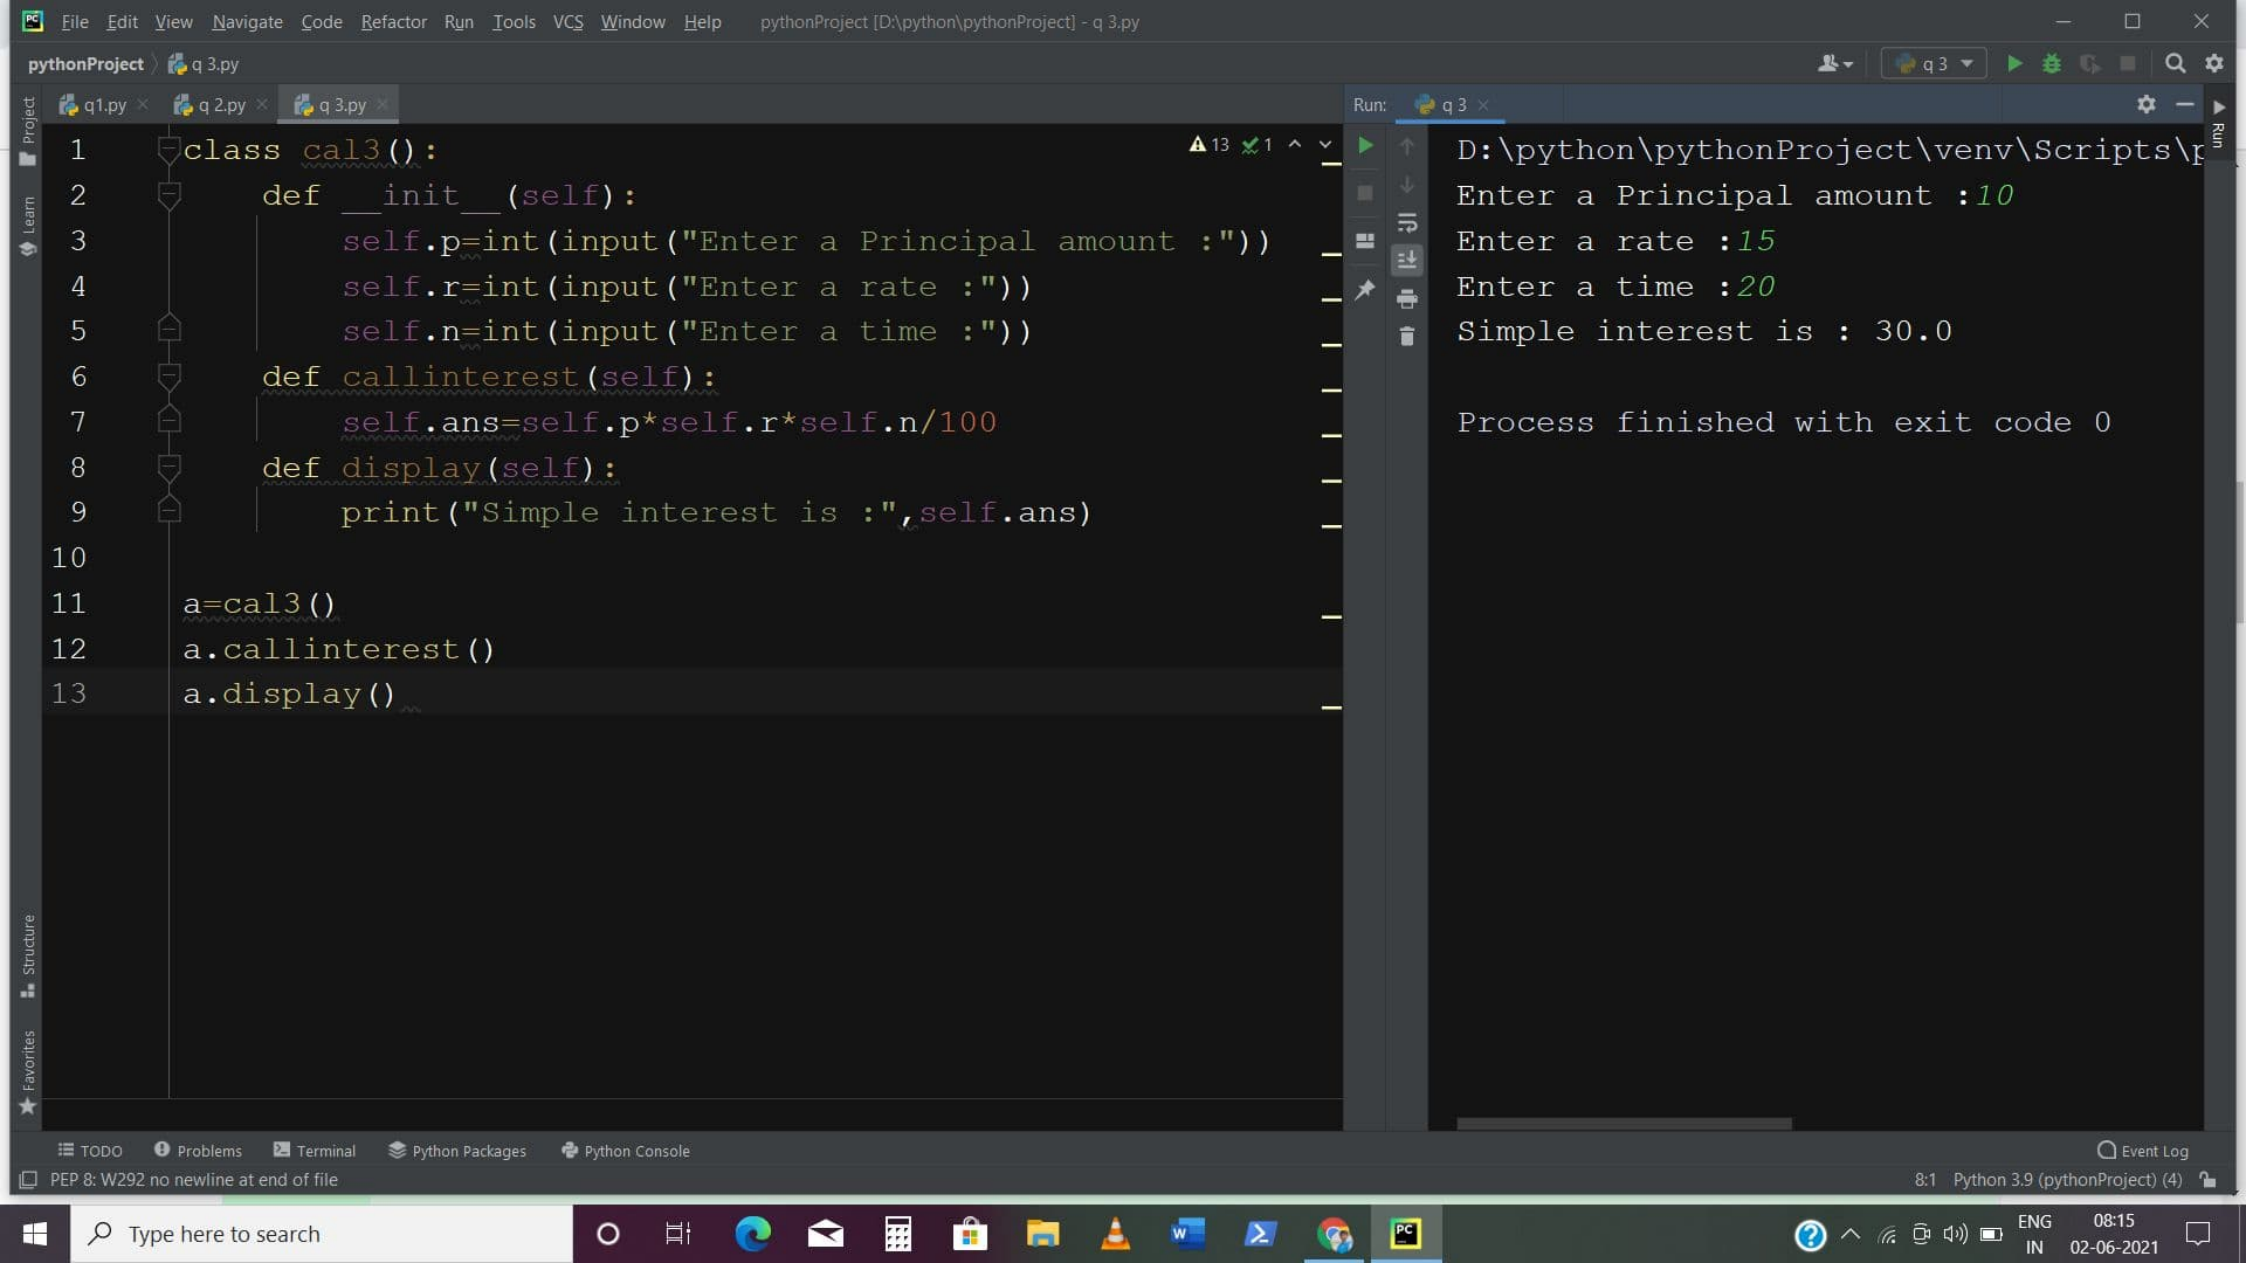 File Edit View Navigate Code Refactor Run Tools VCS Window Help pythonProject [D:\python\pythonProject] - q 3.py
pythonProject q 3.py
q 3
q1.py q 2.py q 3.py
Run: q 3
Project
Learn
Structure
Favorites
Run
13 1
1 class cal3():
2     def __init__(self):
3         self.p=int(input("Enter a Principal amount :"))
4         self.r=int(input("Enter a rate :"))
5         self.n=int(input("Enter a time :"))
6     def callinterest(self):
7         self.ans=self.p*self.r*self.n/100
8     def display(self):
9         print("Simple interest is :",self.ans)
10
11 a=cal3()
12 a.callinterest()
13 a.display()
D:\python\pythonProject\venv\Scripts\p
Enter a Principal amount :10
Enter a rate :15
Enter a time :20
Simple interest is : 30.0
Process finished with exit code 0
TODO Problems Terminal Python Packages Python Console Event Log
PEP 8: W292 no newline at end of file 8:1 Python 3.9 (pythonProject) (4)
Type here to search
ENG
IN
08:15
02-06-2021